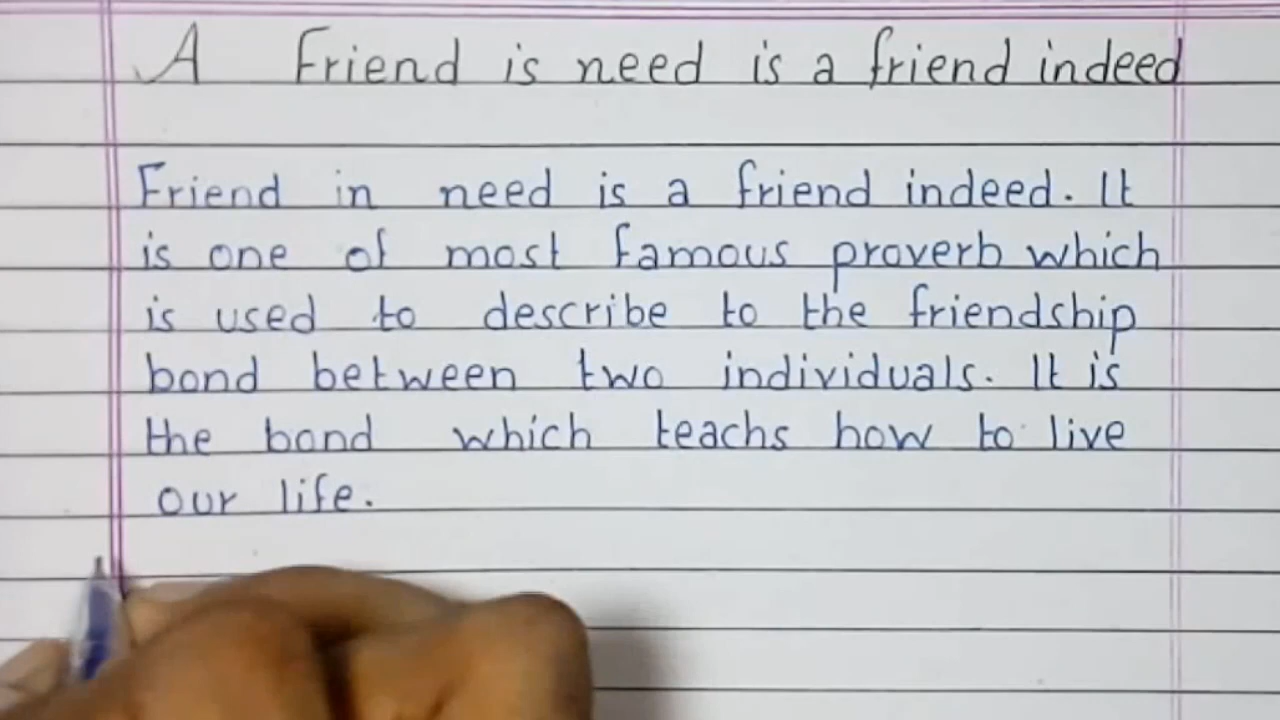 A Friend is need is a friend indeed
Friend in need is a friend indeed. It
is one of most famous proverb which
is used to describe to the friendship
bond between two individuals. It is
the bond which teachs how to live
our life.